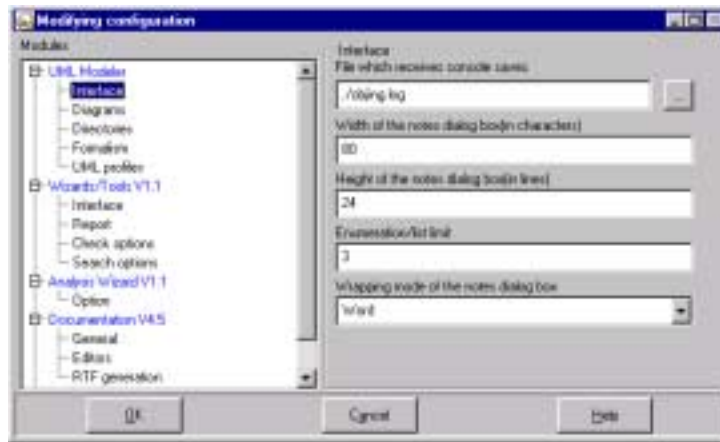 Modifying configuration
Modules
UML Modeler
Interface
Diagrams
Directories
Formalism
UML profiles
Wizards/Tools V1.1
Interface
Report
Check options
Search options
Analysis Wizard V1.1
Option
Documentation V4.5
General
Editors
RTF generation
Interface
File which receives console saves
./objing.log
...
Width of the notes dialog box(in characters)
80
Height of the notes dialog box(in lines)
24
Enumeration/list limit
3
Wrapping mode of the notes dialog box
Word
OK
Cancel
Help